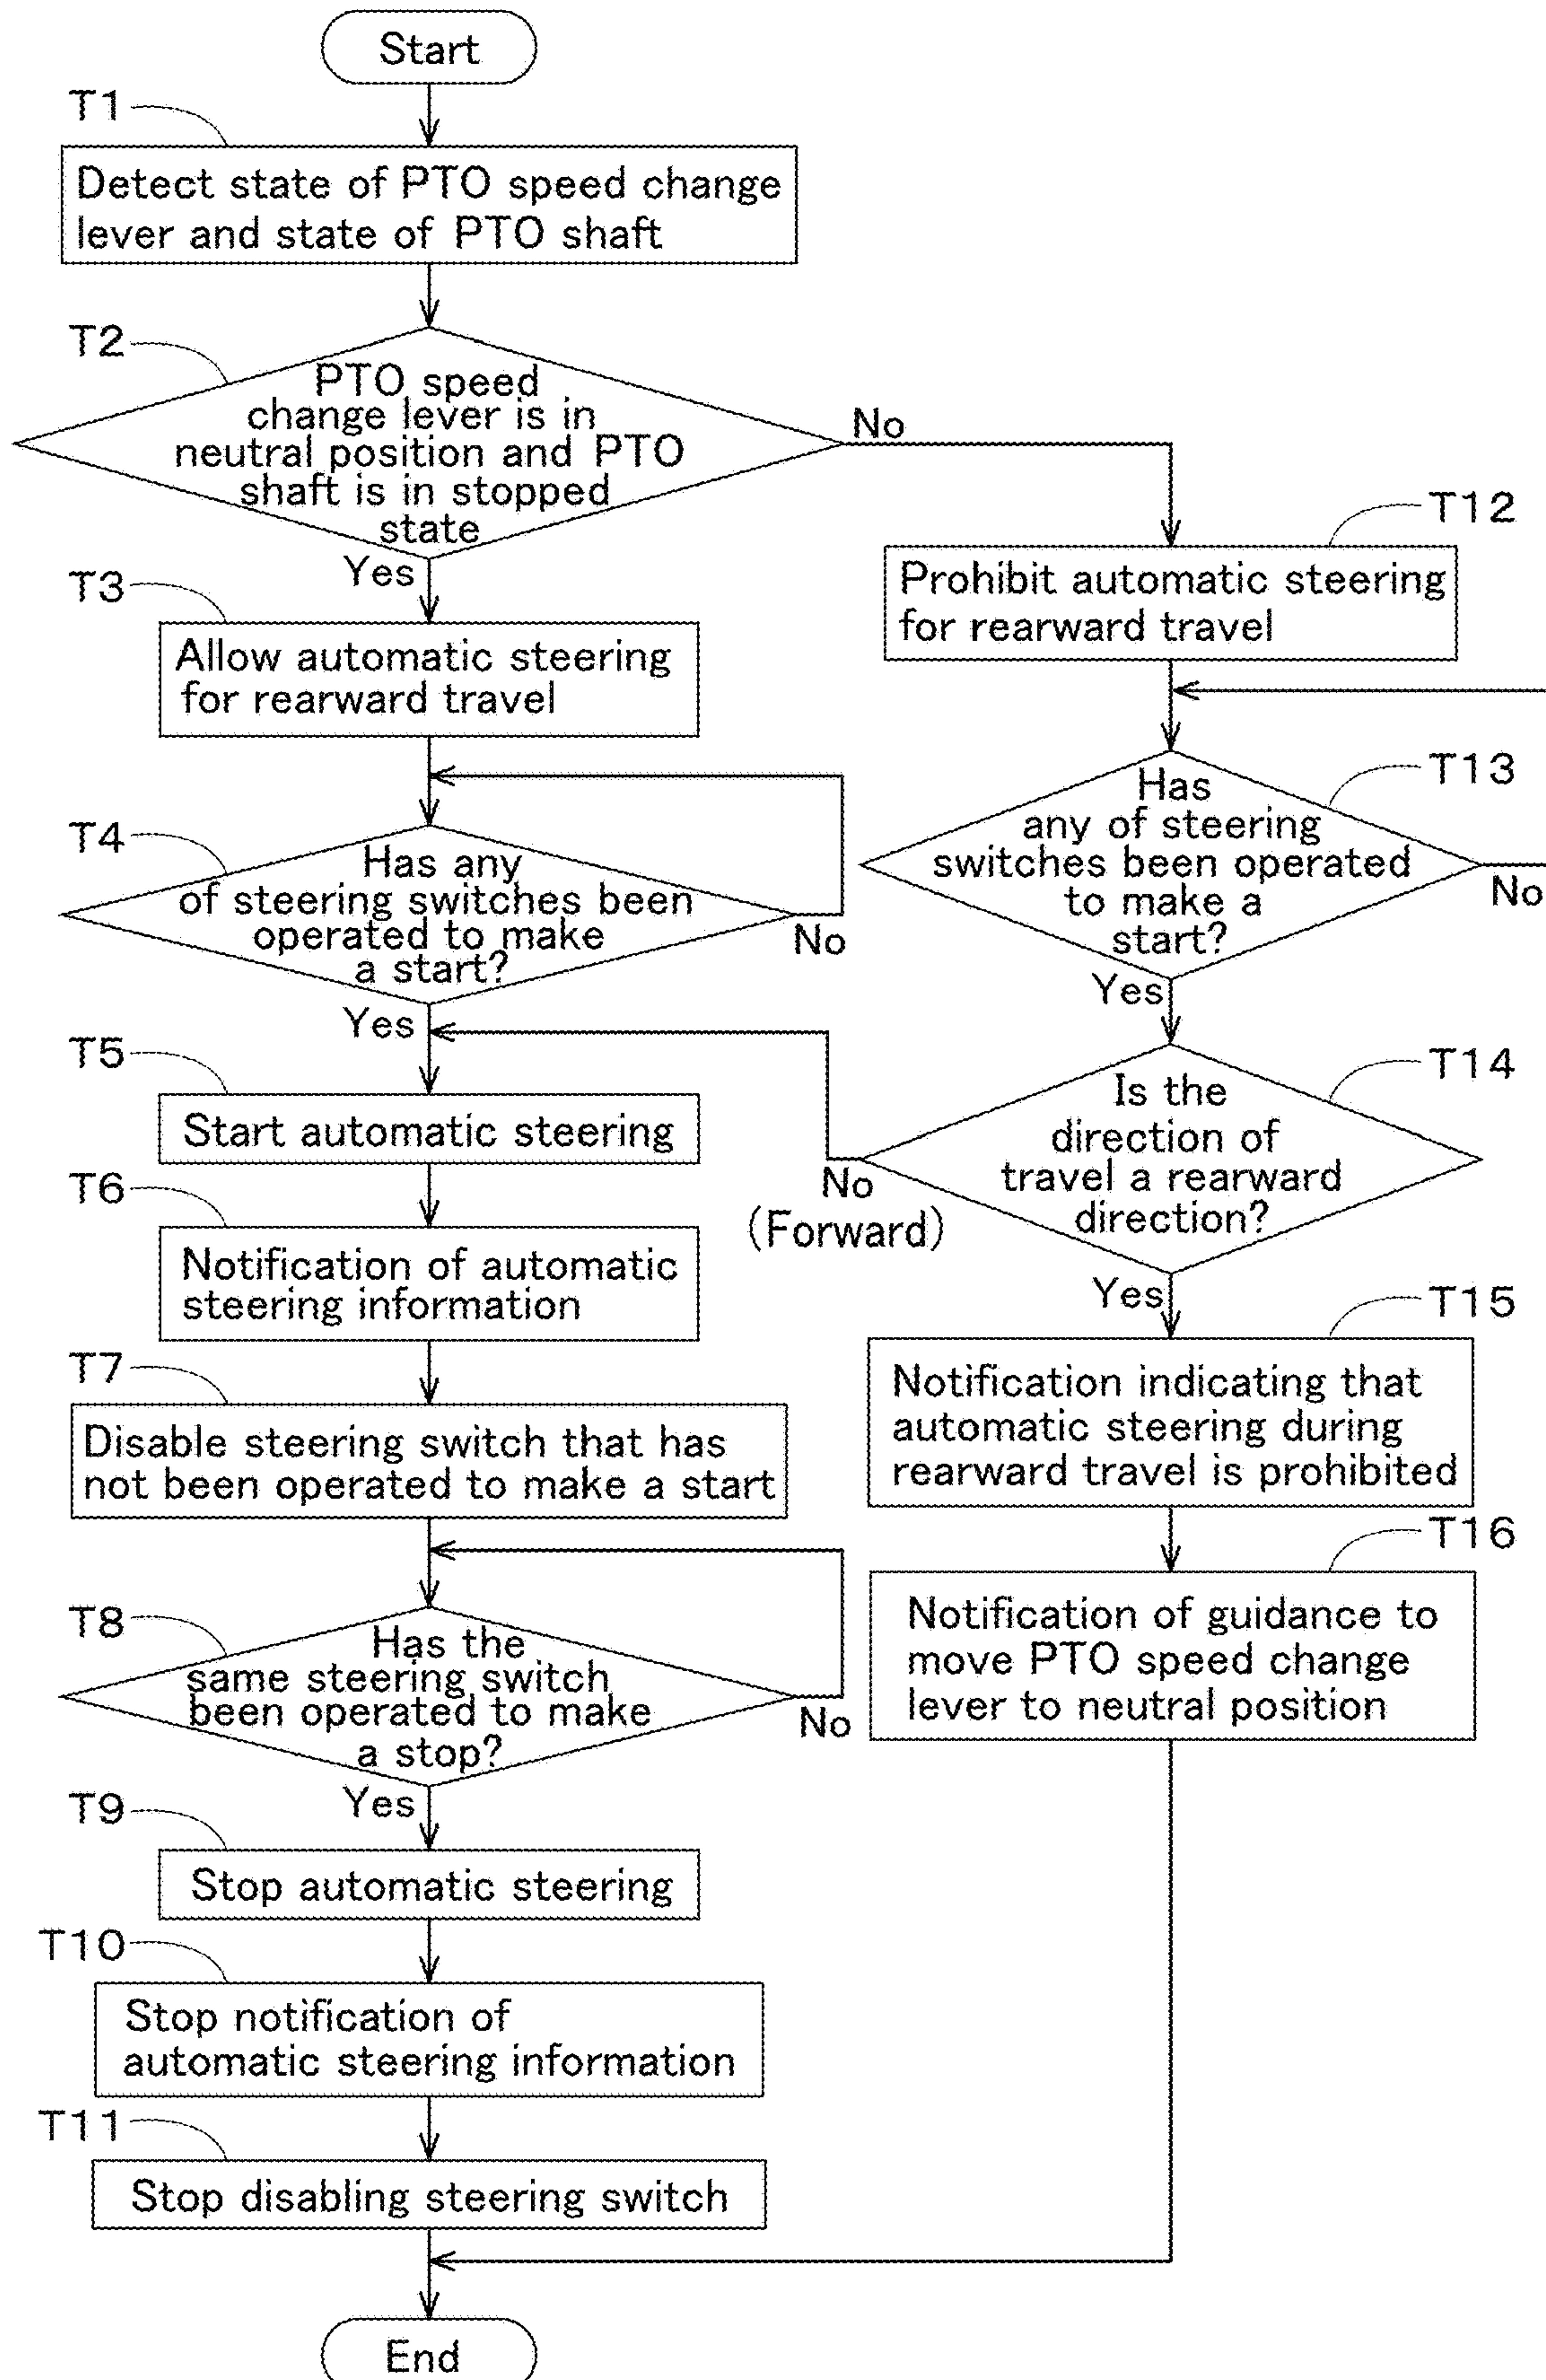 Start
T1
Detect state of PTO speed change
lever and state of PTO shaft
T2
PTO speed
change lever is in
neutral position and PTO
shaft is in stopped
state
No
Yes
T3
Allow automatic steering
for rearward travel
T4
Has any
of steering switches been
operated to make
a start?
No
Yes
T5
Start automatic steering
T6
Notification of automatic
steering information
T7
Disable steering switch that has
not been operated to make a start
T8
Has the
same steering switch
been operated to make
a stop?
No
Yes
T9
Stop automatic steering
T10
Stop notification of
automatic steering information
T11
Stop disabling steering switch
T12
Prohibit automatic steering
for rearward travel
T13
Has
any of steering
switches been operated
to make a
start?
No
Yes
T14
Is the
direction of
travel a rearward
direction?
No
(Forward)
Yes
T15
Notification indicating that
automatic steering during
rearward travel is prohibited
T16
Notification of guidance to
move PTO speed change
lever to neutral position
End